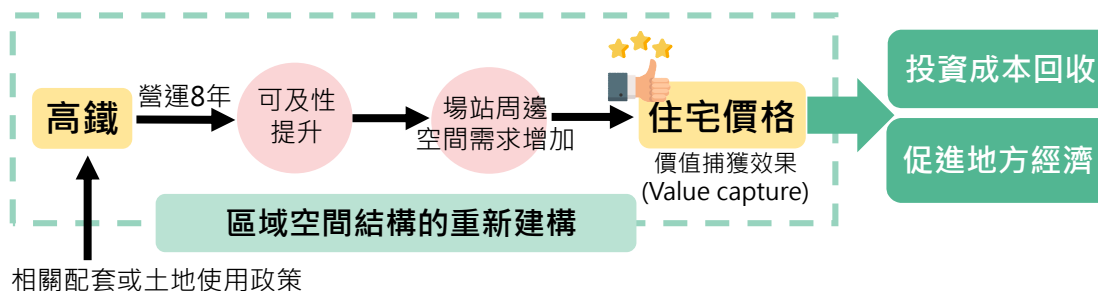 高鐵
營運8年
可及性
提升
場站周邊
空間需求增加
住宅價格
價值捕獲效果
(Value capture)
投資成本回收
促進地方經濟
區域空間結構的重新建構
相關配套或土地使用政策